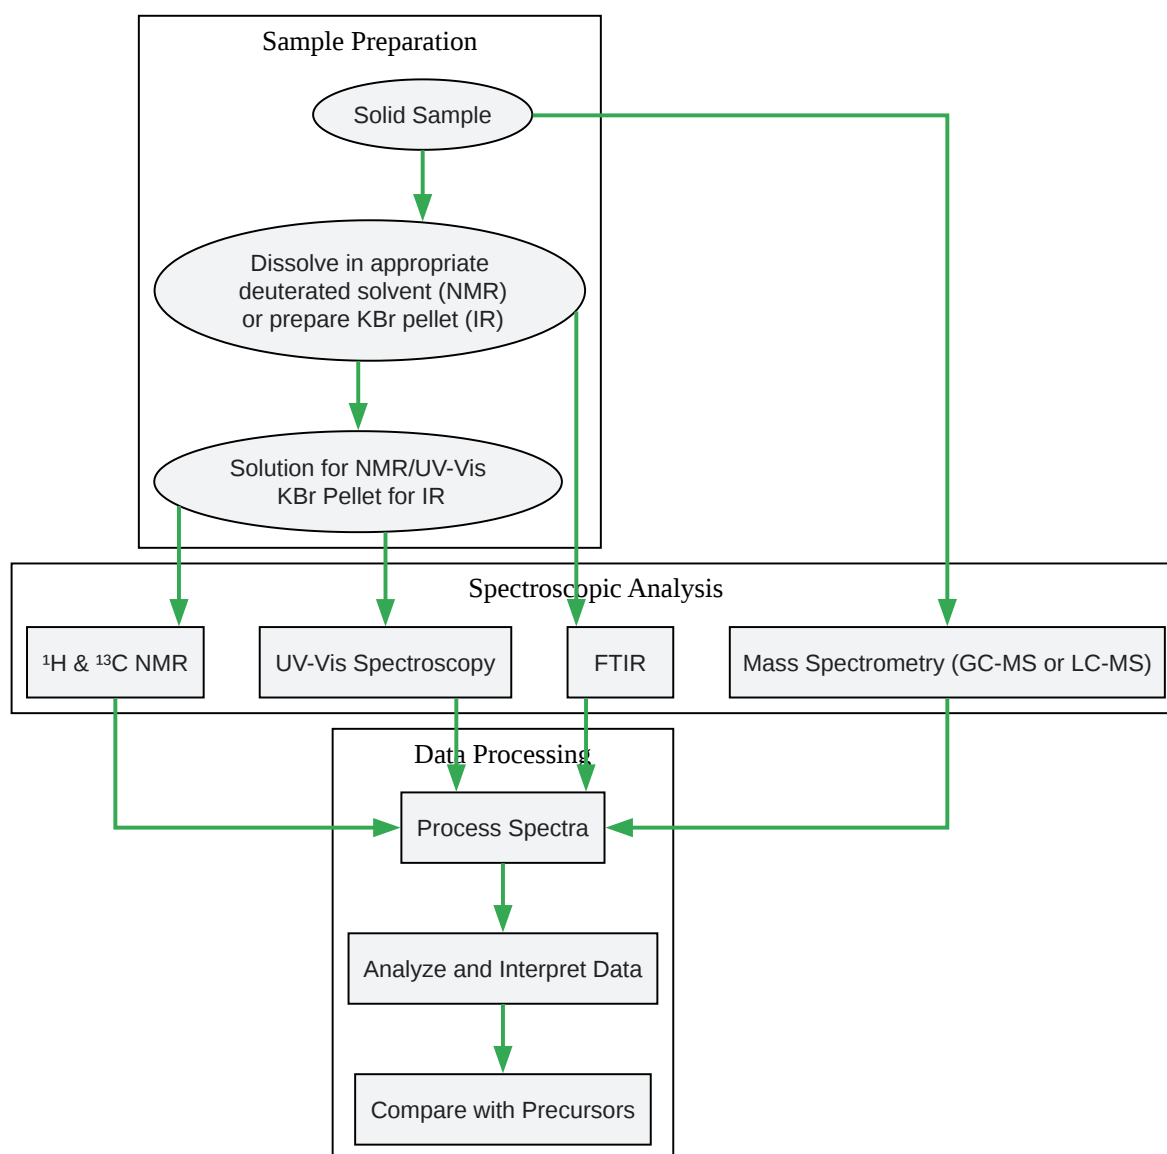 Sample Preparation
Solid Sample
Dissolve in appropriate
deuterated solvent (NMR)
or prepare KBr pellet (IR)
Solution for NMR/UV-Vis
KBr Pellet for IR
Spectroscopic Analysis
¹H & ¹³C NMR
UV-Vis Spectroscopy
FTIR
Mass Spectrometry (GC-MS or LC-MS)
Data Processing
Process Spectra
Analyze and Interpret Data
Compare with Precursors